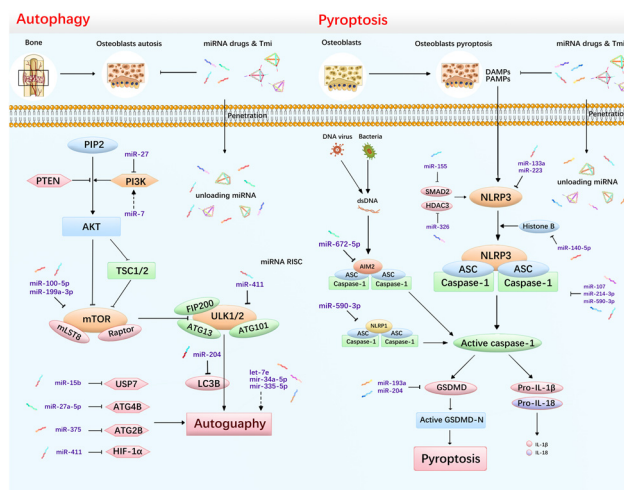 Autophagy
Bone
Osteoblasts autosis
miRNA drugs & Tmi
Penetration
PIP2
miR-27
PTEN
PI3K
unloading miRNA
miR-7
AKT
TSC1/2
miRNA RISC
miR-100-5p
miR-199a-3p
mTOR
mLST8
Raptor
FIP200
ULK1/2
ATG13
ATG101
miR-411
miR-204
LC3B
let-7e
mir-34a-5p
mir-335-5p
miR-15b
USP7
miR-27a-5p
ATG4B
miR-375
ATG2B
miR-411
HIF-1α
Autoguaphy
Pyroptosis
Osteoblasts
Osteoblasts pyroptosis
miRNA drugs & Tmi
DAMPs
PAMPs
Penetration
DNA virus
Bacteria
miR-155
SMAD2
HDAC3
miR-326
miR-133a
miR-223
NLRP3
unloading miRNA
dsDNA
Histone B
miR-140-5p
miR-672-5p
AIM2
ASC
ASC
Caspase-1
Caspase-1
NLRP3
ASC
ASC
Caspase-1
Caspase-1
miR-107
miR-214-3p
miR-590-3p
miR-590-3p
NLRP1
ASC
ASC
Caspase-1
Caspase-1
Active caspase-1
miR-193a
miR-204
GSDMD
Pro-IL-1β
Pro-IL-18
Active GSDMD-N
IL-1β
IL-18
Pyroptosis